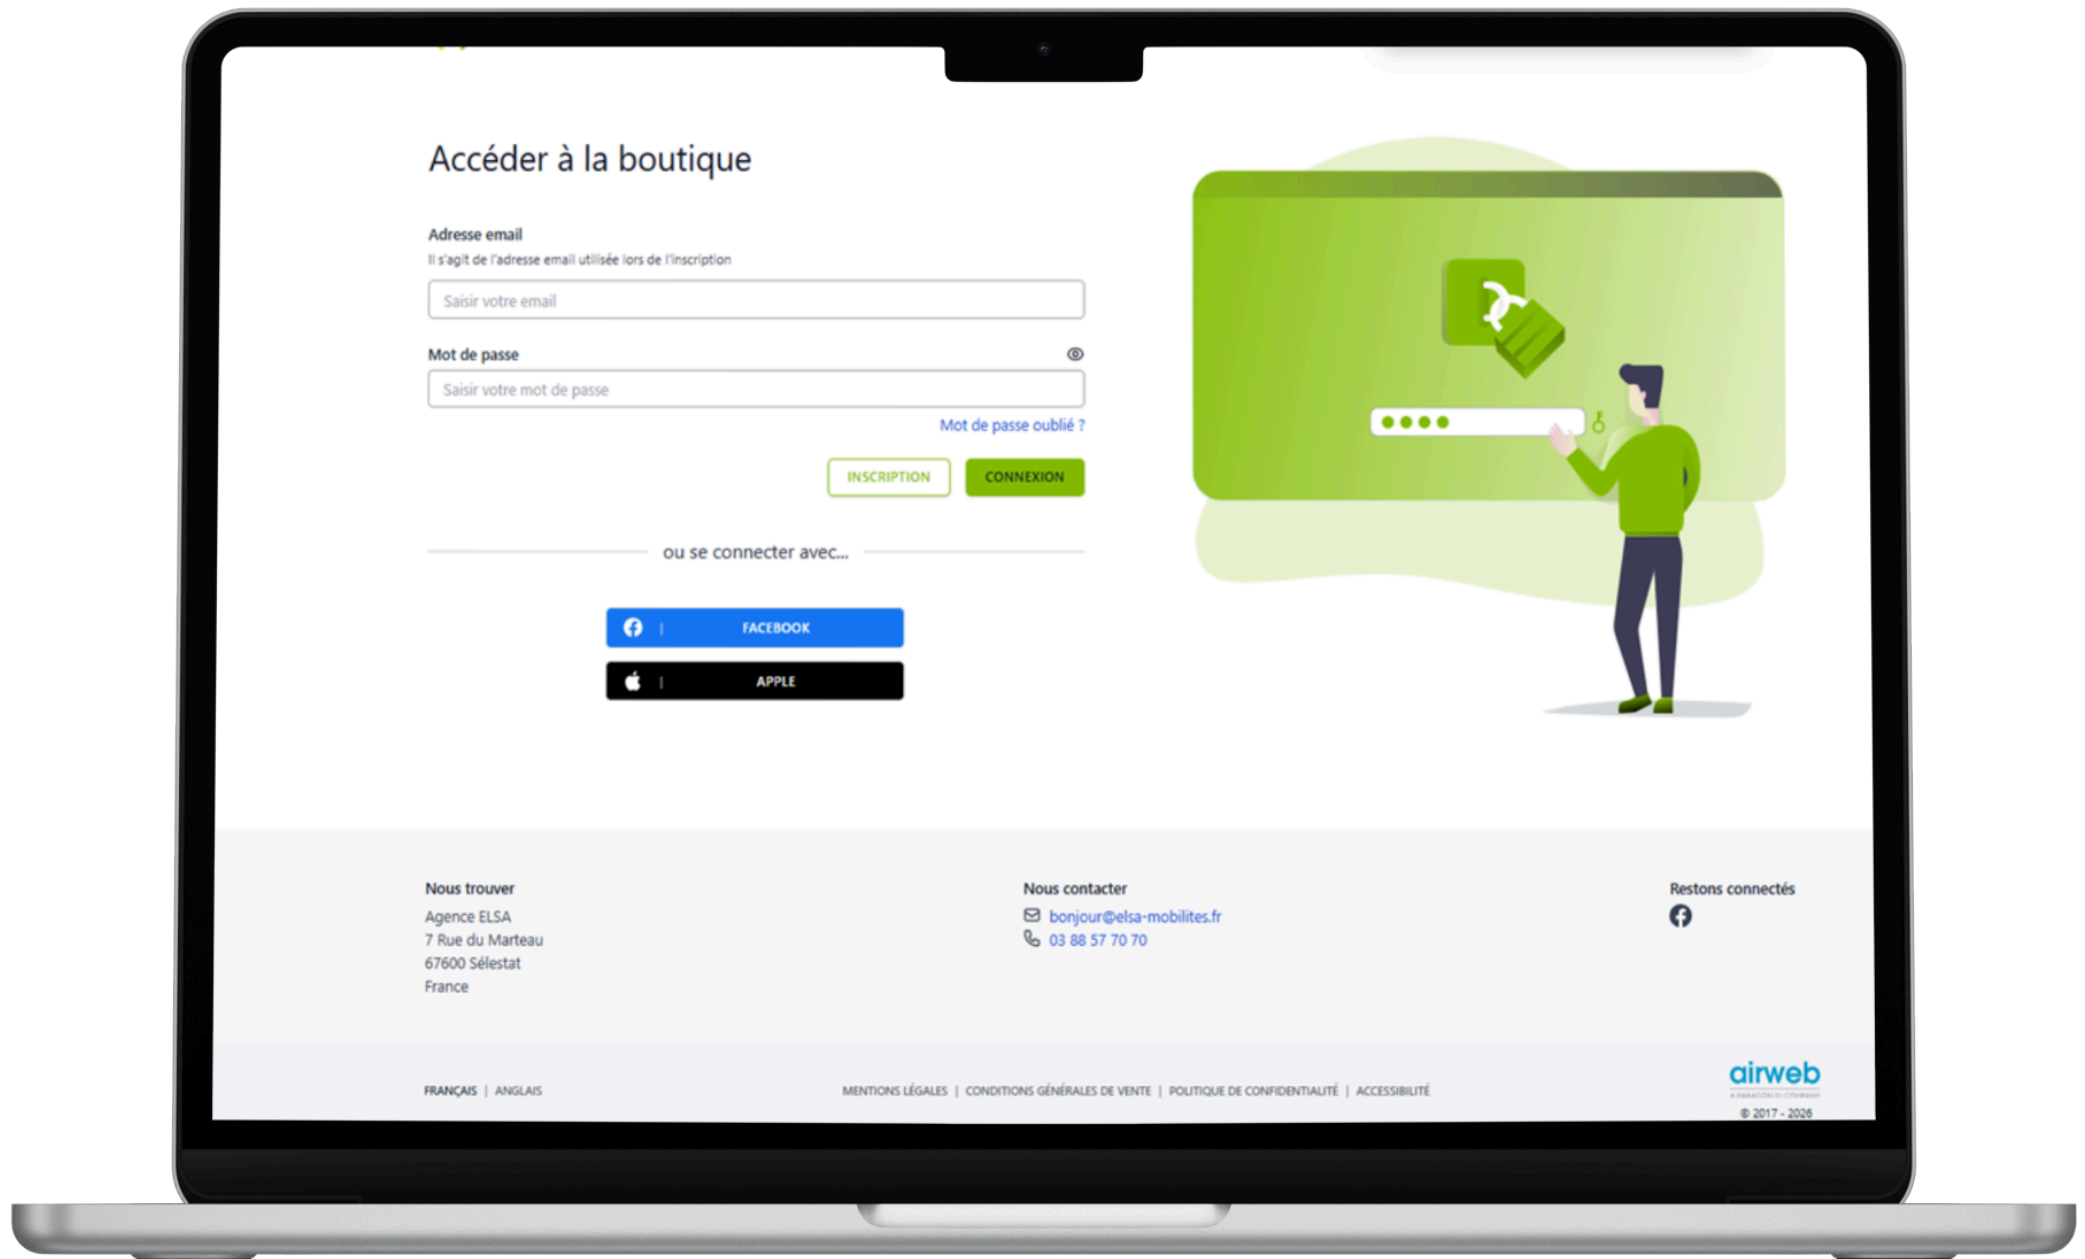 Accéder à la boutique
Adresse email
Il s'agit de l'adresse email utilisée lors de l'inscription
Saisir votre email
Mot de passe
Saisir votre mot de passe
Mot de passe oublié ?
INSCRIPTION
CONNEXION
ou se connecter avec...
FACEBOOK
APPLE
Nous trouver
Agence ELSA
7 Rue du Marteau
67600 Sélestat
France
Nous contacter
bonjour@elsa-mobilites.fr
03 88 57 70 70
Restons connectés
FRANÇAIS | ANGLAIS
MENTIONS LÉGALES | CONDITIONS GÉNÉRALES DE VENTE | POLITIQUE DE CONFIDENTIALITÉ | ACCESSIBILITÉ
airweb
A PARAGON ID COMPANY
© 2017 - 2026